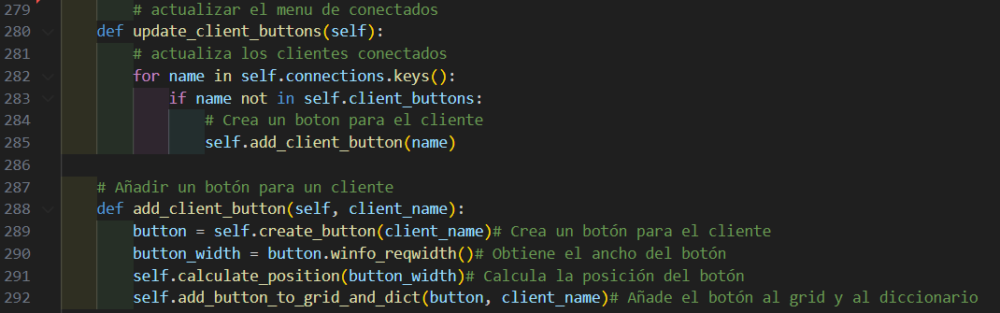 279 # actualizar el menu de conectados
280 def update_client_buttons(self):
281 # actualiza los clientes conectados
282 for name in self.connections.keys():
283 if name not in self.client_buttons:
284 # Crea un boton para el cliente
285 self.add_client_button(name)
286
287 # Añadir un botón para un cliente
288 def add_client_button(self, client_name):
289 button = self.create_button(client_name)# Crea un botón para el cliente
290 button_width = button.winfo_reqwidth()# Obtiene el ancho del botón
291 self.calculate_position(button_width)# Calcula la posición del botón
292 self.add_button_to_grid_and_dict(button, client_name)# Añade el botón al grid y al diccionario